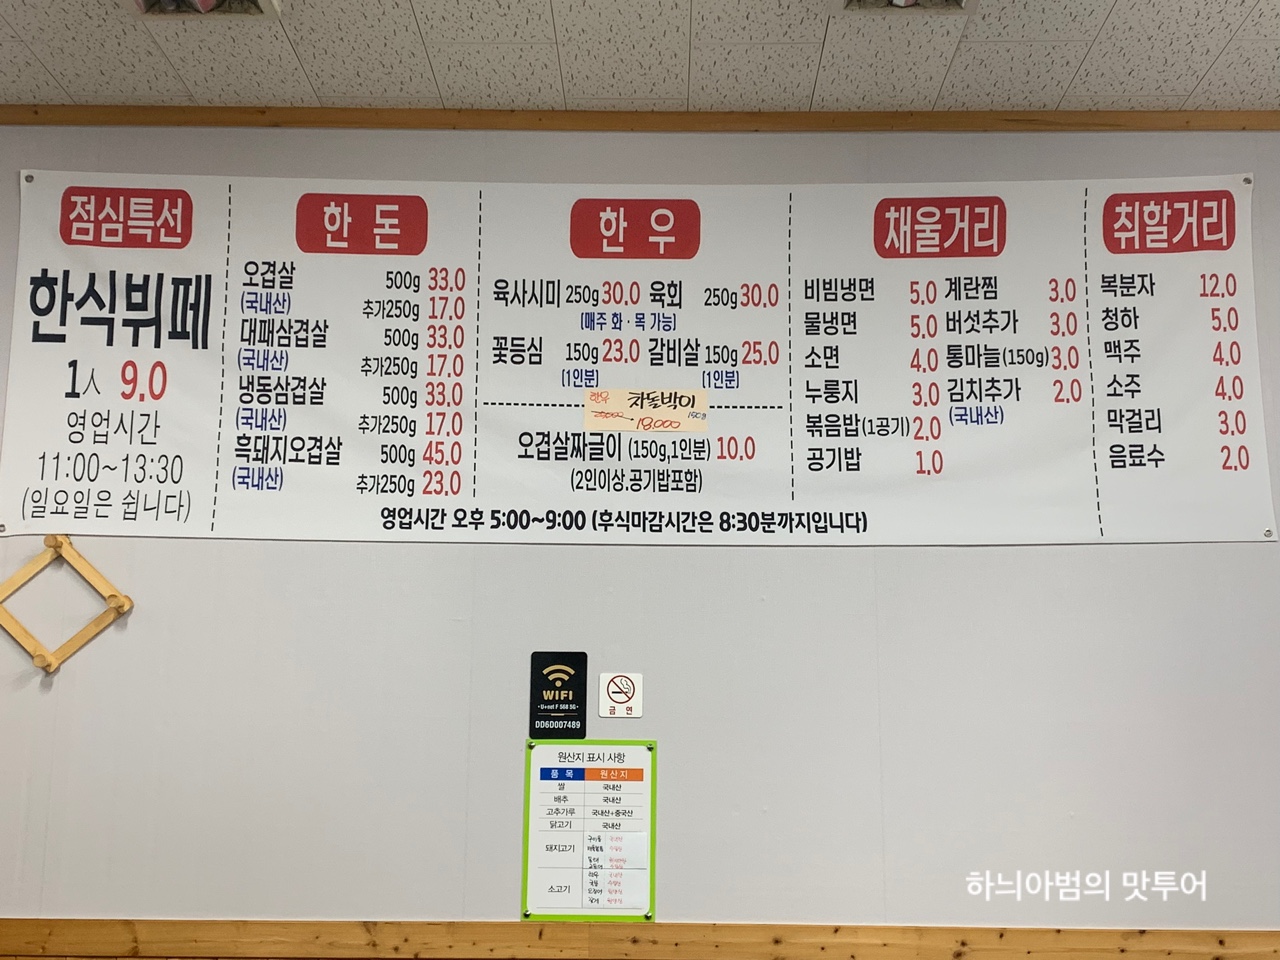 점심특선
한식뷔페
1人 9.0
영업시간
11:00~13:30
(일요일은 쉽니다)
한 돈
오겹살 500g 33.0
(국내산) 추가250g 17.0
대패삼겹살 500g 33.0
(국내산) 추가250g 17.0
냉동삼겹살 500g 33.0
(국내산) 추가250g 17.0
흑돼지오겹살 500g 45.0
(국내산) 추가250g 23.0
한 우
육사시미 250g 30.0 육회 250g 30.0
(매주 화·목 가능)
꽃등심 150g 23.0 갈비살 150g 25.0
(1인분) (1인분)
한우 차돌박이
18,000 150g
오겹살짜글이 (150g,1인분) 10.0
(2인이상.공기밥포함)
채울거리
비빔냉면 5.0 계란찜 3.0
물냉면 5.0 버섯추가 3.0
소면 4.0 통마늘(150g) 3.0
누룽지 3.0 김치추가 2.0
볶음밥(1공기) 2.0 (국내산)
공기밥 1.0
취할거리
복분자 12.0
청하 5.0
맥주 4.0
소주 4.0
막걸리 3.0
음료수 2.0
영업시간 오후 5:00~9:00 (후식마감시간은 8:30분까지입니다)
WIFI
DD6D007489
금 연
원산지 표시 사항
품 목 원 산 지
쌀 국내산
배추 국내산
고추가루 국내산+중국산
닭고기 국내산
돼지고기
소고기
하늬아범의 맛투어